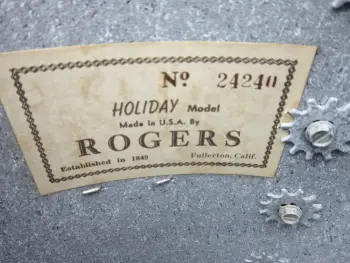 No. 24240
HOLIDAY Model
Made in U.S.A. By
ROGERS
Established in 1849 Fullerton, Calif.